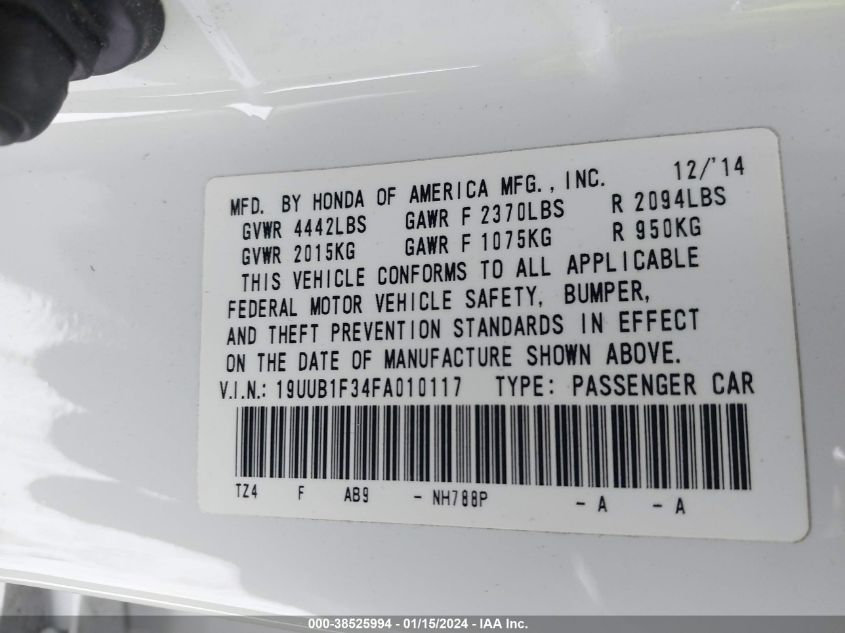 MFD. BY HONDA OF AMERICA MFG., INC. 12/'14
GVWR 4442LBS GAWR F 2370LBS R 2094LBS
GVWR 2015KG GAWR F 1075KG R 950KG
THIS VEHICLE CONFORMS TO ALL APPLICABLE
FEDERAL MOTOR VEHICLE SAFETY, BUMPER,
AND THEFT PREVENTION STANDARDS IN EFFECT
ON THE DATE OF MANUFACTURE SHOWN ABOVE.
V.I.N.: 19UUB1F34FA010117 TYPE: PASSENGER CAR
TZ4 F AB9 - NH788P - A - A
000-38525994 - 01/15/2024 - IAA Inc.